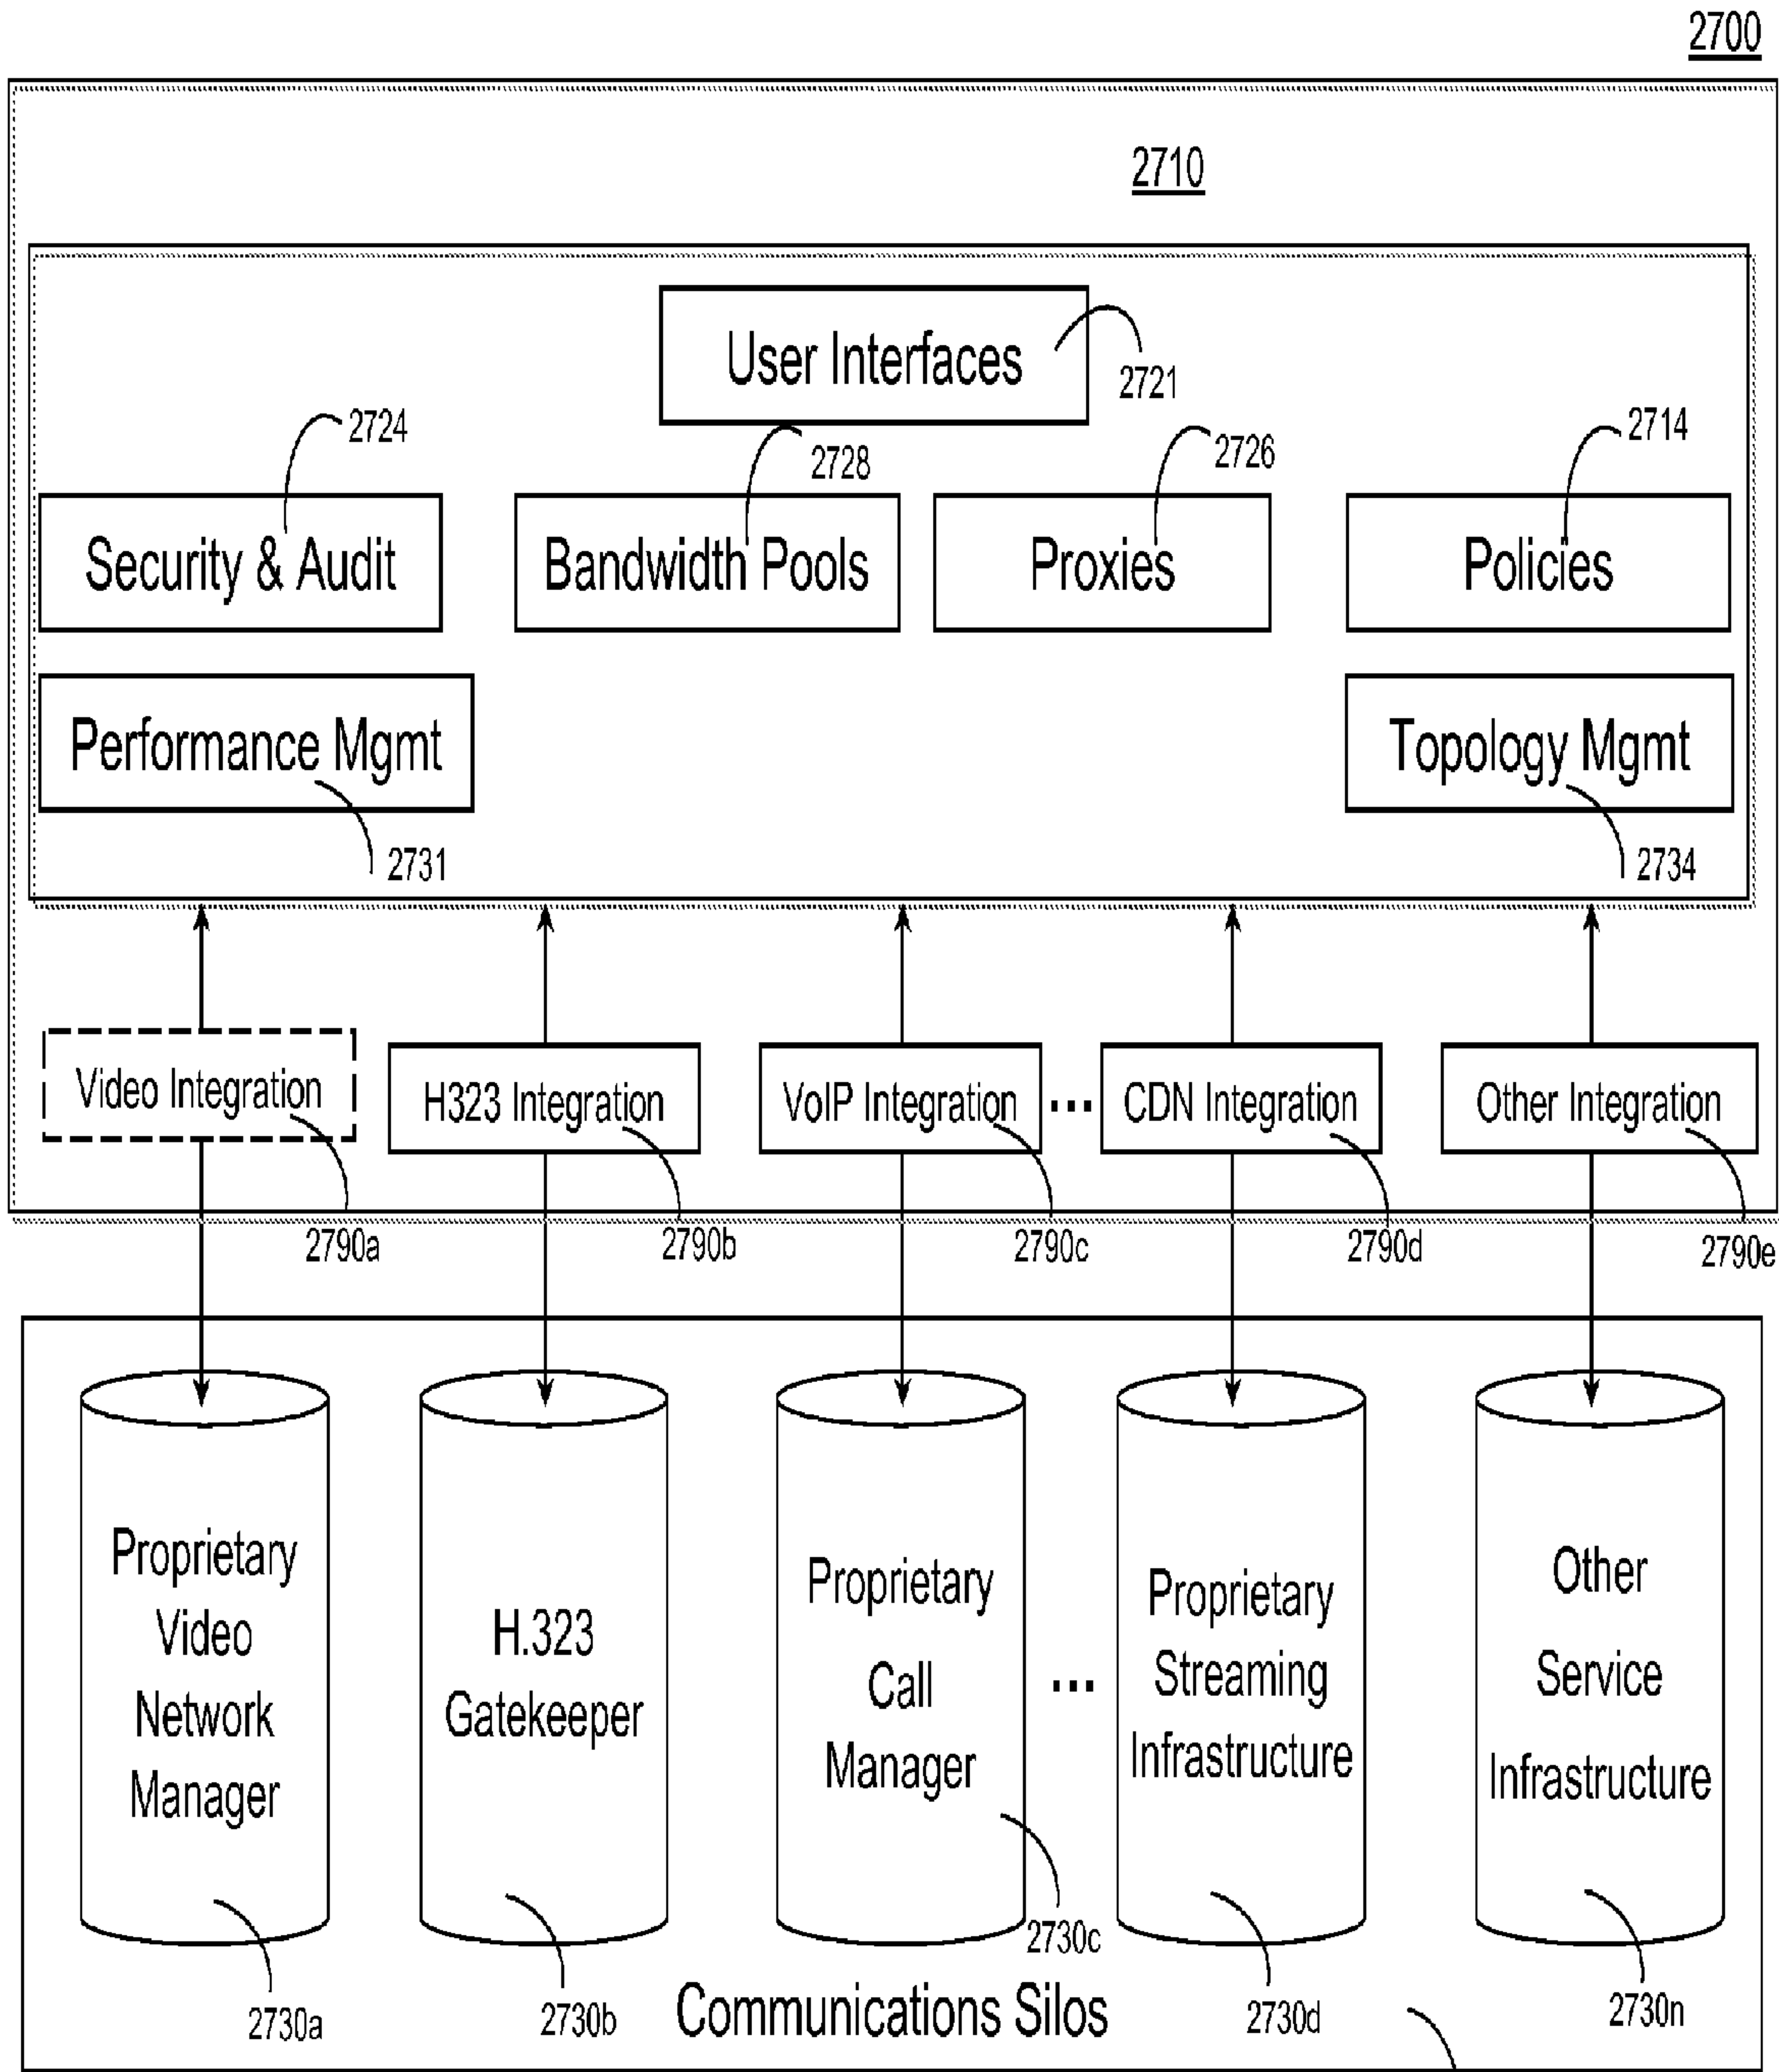 2700
2710
User Interfaces
2721
2724
2728
2726
2714
Security & Audit
Bandwidth Pools
Proxies
Policies
Performance Mgmt
Topology Mgmt
2731
2734
Video Integration
H323 Integration
VoIP Integration
...
CDN Integration
Other Integration
2790a
2790b
2790c
2790d
2790e
Proprietary
Video
Network
Manager
H.323
Gatekeeper
Proprietary
Call
Manager
...
Proprietary
Streaming
Infrastructure
Other
Service
Infrastructure
2730a
2730b
2730c
2730d
2730n
Communications Silos